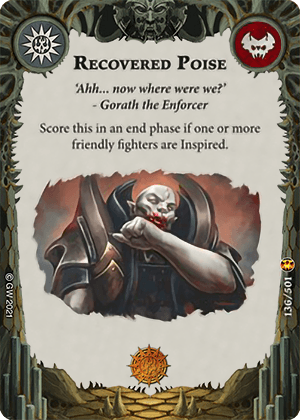 RECOVERED POISE
'Ahh... now where were we?'
- Gorath the Enforcer
Score this in an end phase if one or more
friendly fighters are Inspired.
© GW 2021
136/501